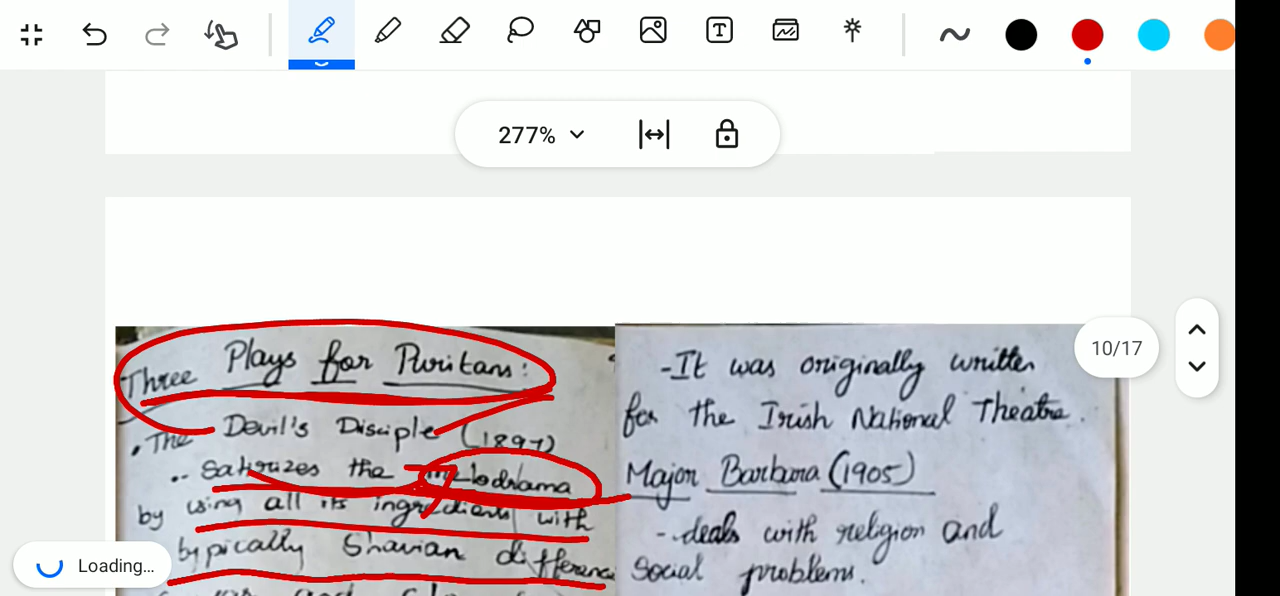 277%
10/17
Three Plays for Puritans:
. The Devil's Disciple (1897)
.. Satirizes the melodrama
by using all its ingredients with
typically Shavian difference
-It was originally written
for the Irish National Theatre.
Major Barbara (1905)
- deals with religion and
Social problems.
Loading...